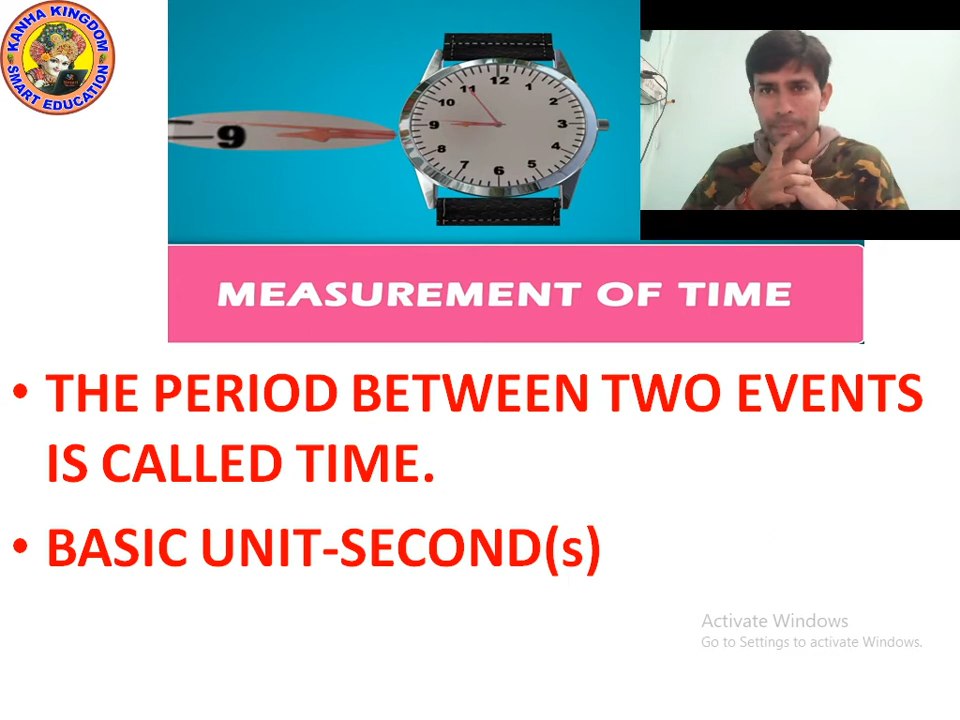 KANHA KINGDOM
SMART EDUCATION
9
12
1
2
3
4
5
6
7
8
9
10
11
MEASUREMENT OF TIME
• THE PERIOD BETWEEN TWO EVENTS
IS CALLED TIME.
• BASIC UNIT-SECOND(s)
Activate Windows
Go to Settings to activate Windows.